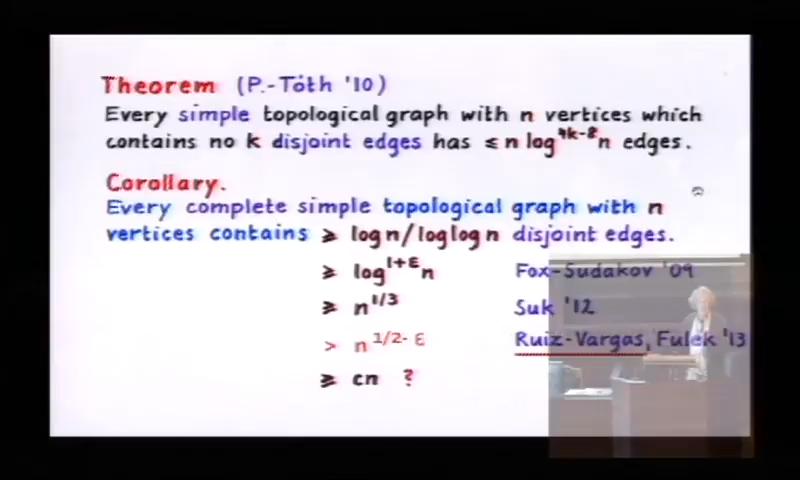 Theorem (P.-Tóth '10)
Every simple topological graph with n vertices which
contains no k disjoint edges has ≤ n log^{4k-8} n edges.
Corollary.
Every complete simple topological graph with n
vertices contains ≥ log n/loglog n disjoint edges.
≥ log^{1+ε} n Fox-Sudakov '09
≥ n^{1/3} Suk '12
> n^{1/2-ε} Ruiz-Vargas, Fulek '13
≥ cn ?